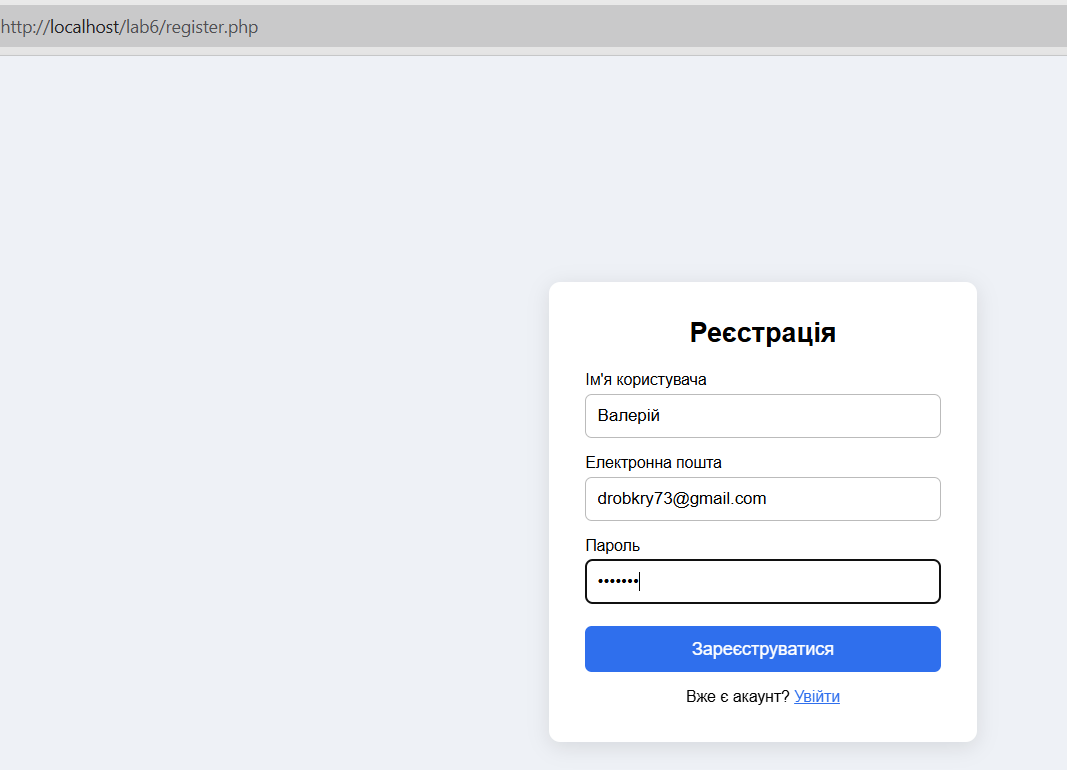 http://localhost/lab6/register.php
Реєстрація
Ім'я користувача
Валерій
Електронна пошта
drobkry73@gmail.com
Пароль
•••••••
Зареєструватися
Вже є акаунт? Увійти